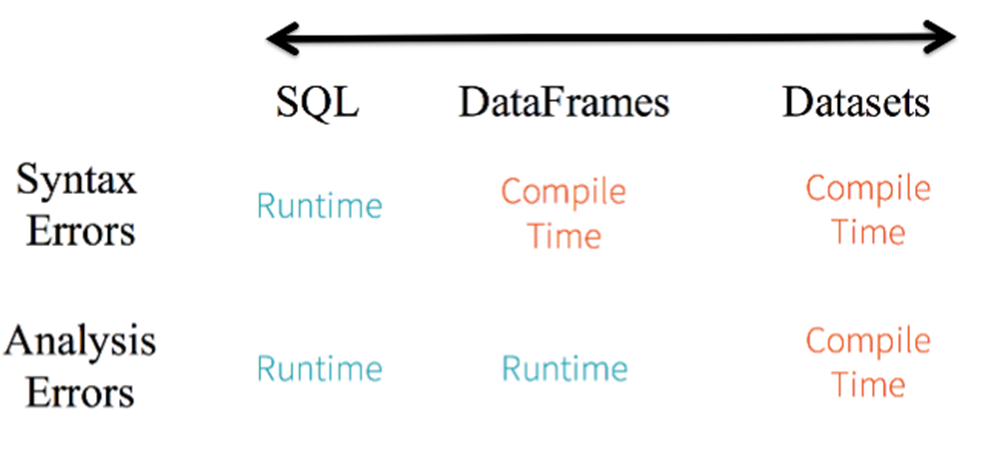 SQL DataFrames Datasets
Syntax
Errors
Runtime
Compile
Time
Compile
Time
Analysis
Errors
Runtime
Runtime
Compile
Time